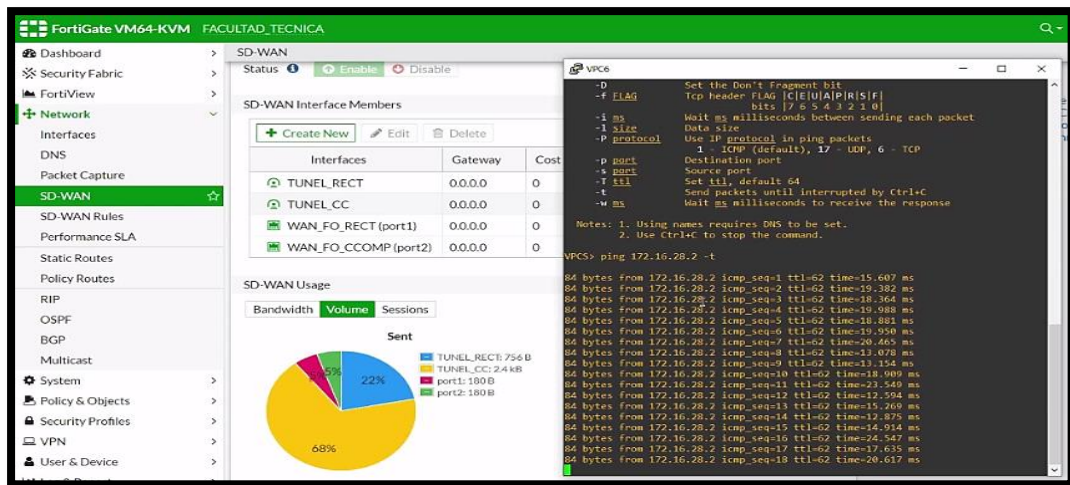 FortiGate VM64-KVM FACULTAD_TECNICA
Dashboard
Security Fabric
FortiView
Network
Interfaces
DNS
Packet Capture
SD-WAN
SD-WAN Rules
Performance SLA
Static Routes
Policy Routes
RIP
OSPF
BGP
Multicast
System
Policy & Objects
Security Profiles
VPN
User & Device
SD-WAN
Status Enable Disable
SD-WAN Interface Members
Create New Edit Delete
Interfaces Gateway Cost
TUNEL_RECT 0.0.0.0 0
TUNEL_CC 0.0.0.0 0
WAN_FO_RECT (port1) 0.0.0.0 0
WAN_FO_CCOMP (port2) 0.0.0.0 0
SD-WAN Usage
Bandwidth Volume Sessions
Sent
TUNEL_RECT: 756 B
TUNEL_CC: 2.4 kB
port1: 180 B
port2: 180 B
5% 22%
68%
VPC6
-D Set the Don't Fragment bit
-f FLAG Tcp header FLAG |C|E|U|A|P|R|S|F|
bits |7 6 5 4 3 2 1 0|
-i ms Wait ms milliseconds between sending each packet
-l size Data size
-P protocol Use IP protocol in ping packets
1 - ICMP (default), 17 - UDP, 6 - TCP
-p port Destination port
-s port Source port
-T ttl Set ttl, default 64
-t Send packets until interrupted by Ctrl+C
-w ms Wait ms milliseconds to receive the response
Notes: 1. Using names requires DNS to be set.
2. Use Ctrl+C to stop the command.
VPCS> ping 172.16.28.2 -t
84 bytes from 172.16.28.2 icmp_seq=1 ttl=62 time=15.607 ms
84 bytes from 172.16.28.2 icmp_seq=2 ttl=62 time=19.382 ms
84 bytes from 172.16.28.2 icmp_seq=3 ttl=62 time=18.364 ms
84 bytes from 172.16.28.2 icmp_seq=4 ttl=62 time=19.988 ms
84 bytes from 172.16.28.2 icmp_seq=5 ttl=62 time=18.881 ms
84 bytes from 172.16.28.2 icmp_seq=6 ttl=62 time=19.950 ms
84 bytes from 172.16.28.2 icmp_seq=7 ttl=62 time=20.465 ms
84 bytes from 172.16.28.2 icmp_seq=8 ttl=62 time=13.078 ms
84 bytes from 172.16.28.2 icmp_seq=9 ttl=62 time=13.154 ms
84 bytes from 172.16.28.2 icmp_seq=10 ttl=62 time=18.909 ms
84 bytes from 172.16.28.2 icmp_seq=11 ttl=62 time=23.549 ms
84 bytes from 172.16.28.2 icmp_seq=12 ttl=62 time=12.594 ms
84 bytes from 172.16.28.2 icmp_seq=13 ttl=62 time=15.269 ms
84 bytes from 172.16.28.2 icmp_seq=14 ttl=62 time=12.875 ms
84 bytes from 172.16.28.2 icmp_seq=15 ttl=62 time=14.914 ms
84 bytes from 172.16.28.2 icmp_seq=16 ttl=62 time=24.547 ms
84 bytes from 172.16.28.2 icmp_seq=17 ttl=62 time=17.635 ms
84 bytes from 172.16.28.2 icmp_seq=18 ttl=62 time=20.617 ms